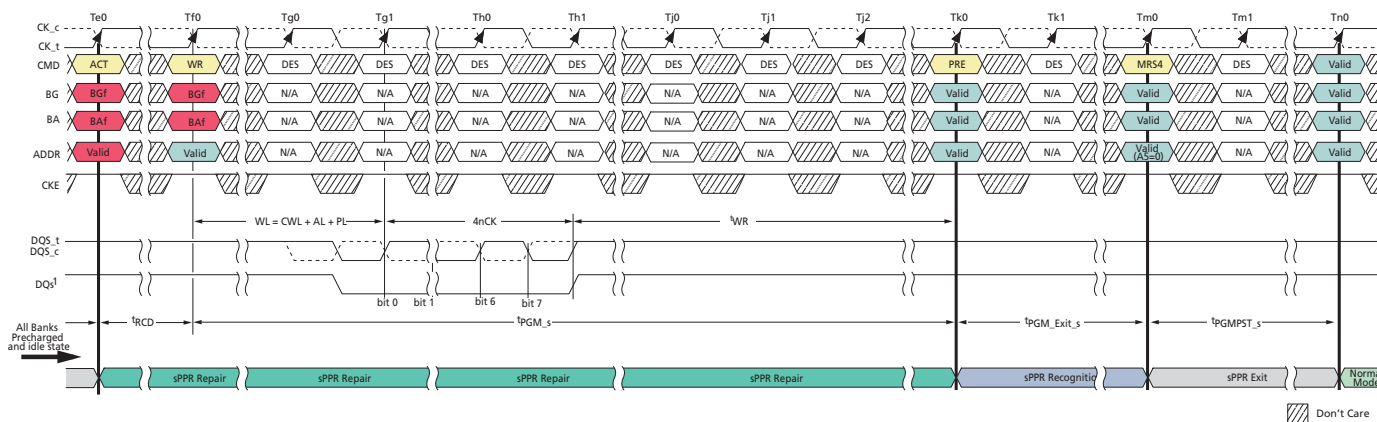 Te0 Tf0 Tg0 Tg1 Th0 Th1 Tj0 Tj1 Tj2 Tk0 Tk1 Tm0 Tm1 Tn0
CK_c
CK_t
CMD ACT WR DES DES DES DES DES DES DES PRE DES MRS4 DES Valid
BG BGf BGf N/A N/A N/A N/A N/A N/A N/A Valid N/A Valid N/A Valid
BA BAf BAf N/A N/A N/A N/A N/A N/A N/A Valid N/A Valid N/A Valid
ADDR Valid Valid N/A N/A N/A N/A N/A N/A N/A Valid N/A Valid (A5=0) N/A Valid
CKE
WL = CWL + AL + PL 4nCK tWR
DQS_t
DQS_c
DQs1
bit 0 bit 1 bit 6 bit 7
All Banks
Precharged
and idle state
tRCD tPGM_s tPGM_Exit_s tPGMPST_s
sPPR Repair sPPR Repair sPPR Repair sPPR Repair sPPR Recognitio sPPR Exit Norma
Mode
Don't Care